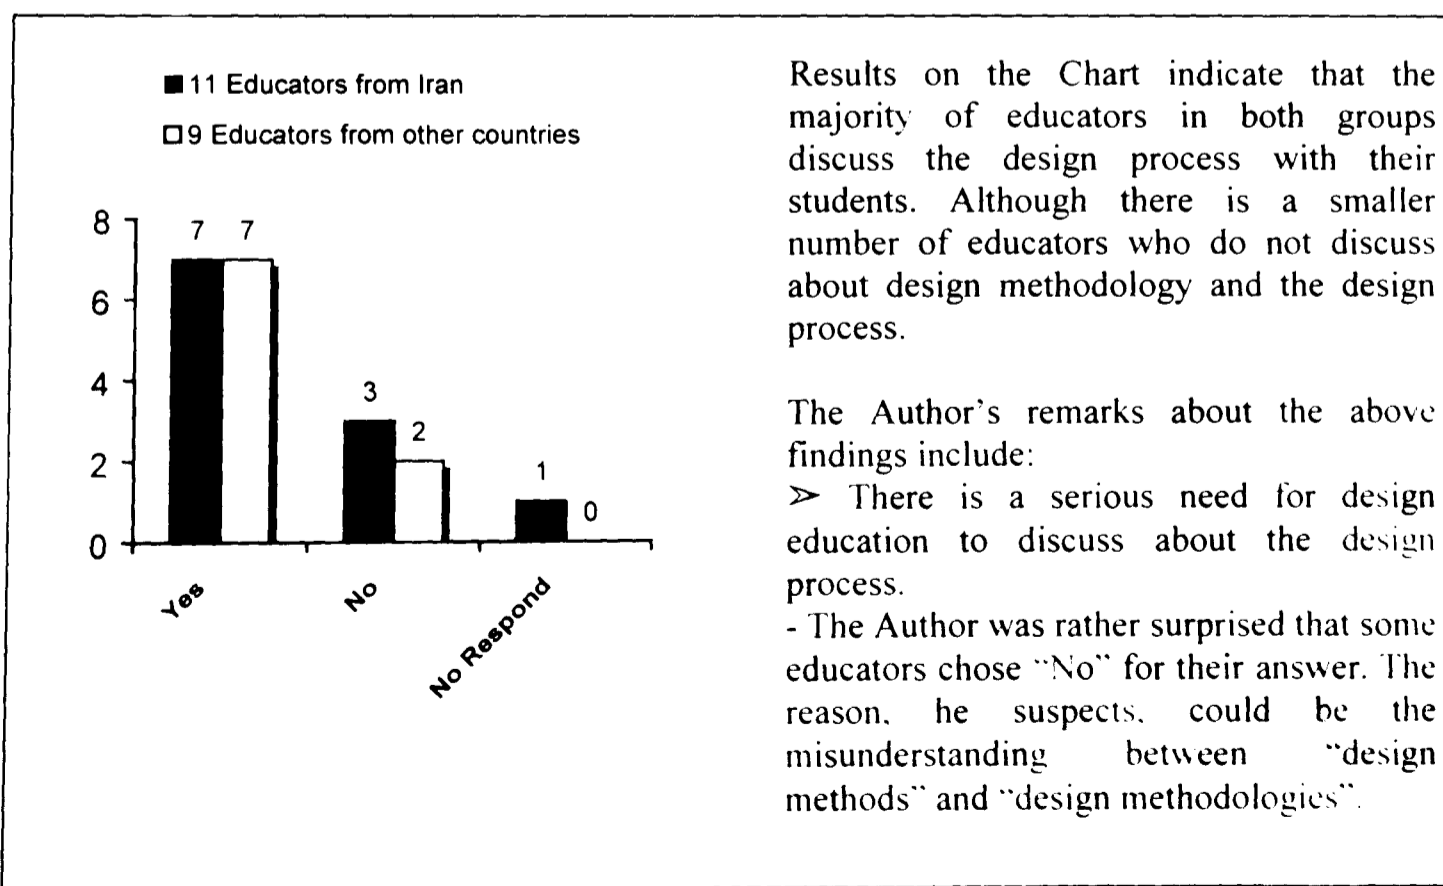 11 Educators from Iran
9 Educators from other countries
8
6
4
2
0
7 7
3
2
1
0
Yes
No
No Respond
Results on the Chart indicate that the
majority of educators in both groups
discuss the design process with their
students. Although there is a smaller
number of educators who do not discuss
about design methodology and the design
process.
The Author's remarks about the above
findings include:
➢ There is a serious need for design
education to discuss about the design
process.
- The Author was rather surprised that some
educators chose "No" for their answer. The
reason, he suspects, could be the
misunderstanding between "design
methods" and "design methodologies".